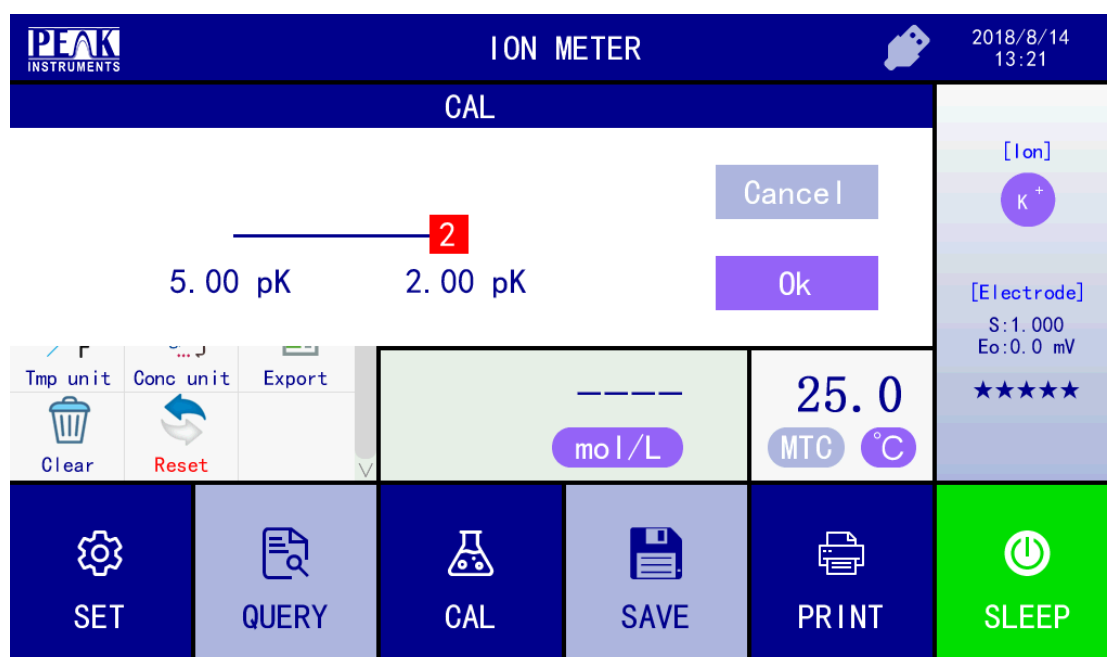 PEAK
INSTRUMENTS
ION METER
2018/8/14
13:21
CAL
[Ion]
K+
Cancel
2
5.00 pK
2.00 pK
Ok
[Electrode]
S:1.000
Eo:0.0 mV
★★★★★
Tmp unit
Conc unit
Export
Clear
Reset
----
mol/L
25.0
MTC
℃
SET
QUERY
CAL
SAVE
PRINT
SLEEP